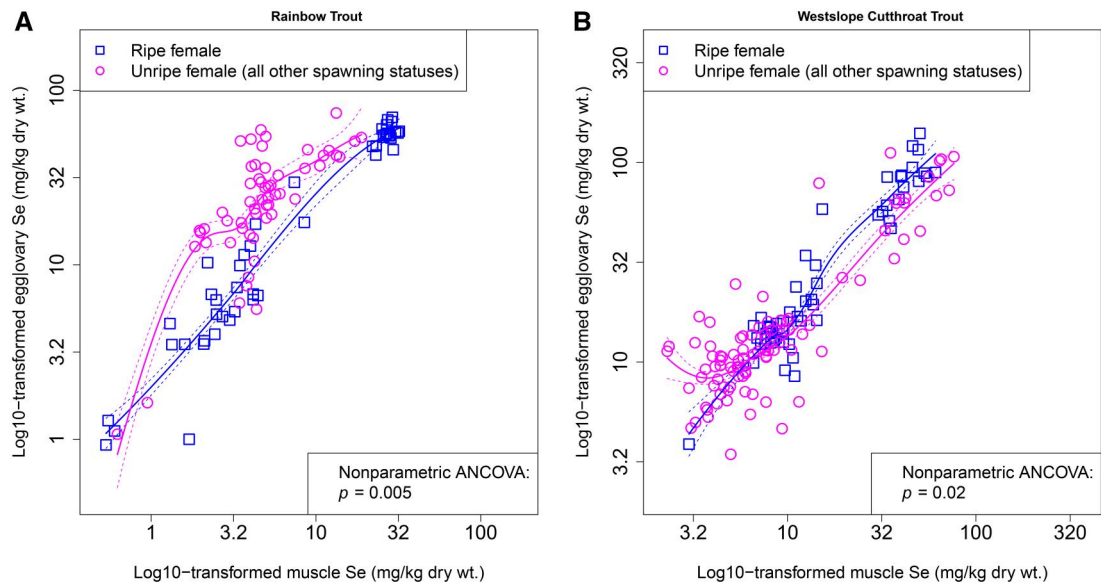 A
Rainbow Trout
Ripe female
Unripe female (all other spawning statuses)
Log10−transformed egg|ovary Se (mg/kg dry wt.)
100
32
10
3.2
1
Nonparametric ANCOVA:
p = 0.005
1 3.2 10 32 100
Log10−transformed muscle Se (mg/kg dry wt.)
B
Westslope Cutthroat Trout
Ripe female
Unripe female (all other spawning statuses)
Log10−transformed egg|ovary Se (mg/kg dry wt.)
320
100
32
10
3.2
Nonparametric ANCOVA:
p = 0.02
3.2 10 32 100 320
Log10−transformed muscle Se (mg/kg dry wt.)